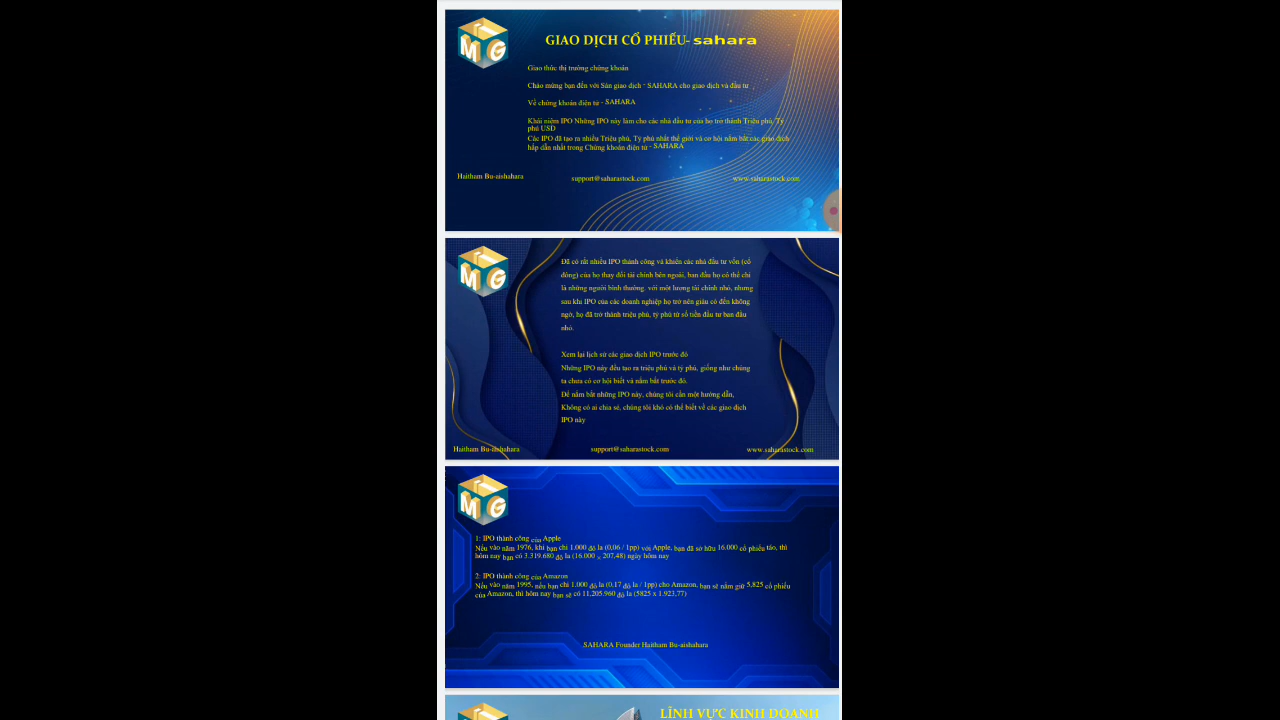 IMG
GIAO DỊCH CỔ PHIẾU- sahara
Giao thức thị trường chứng khoán
Chào mừng bạn đến với Sàn giao dịch - SAHARA cho giao dịch và đầu tư
Về chứng khoán điện tử - SAHARA
Khái niệm IPO Những IPO này làm cho các nhà đầu tư của họ trở thành Triệu phú, Tỷ
phú USD
Các IPO đã tạo ra nhiều Triệu phú, Tỷ phú nhất thế giới và cơ hội nắm bắt các giao dịch
hấp dẫn nhất trong Chứng khoán điện tử - SAHARA
Haitham Bu-aishahara
support@saharastock.com
www.saharastock.com
IMG
Đã có rất nhiều IPO thành công và khiến các nhà đầu tư vốn (cổ
đông) của họ thay đổi tài chính bên ngoài, ban đầu họ có thể chỉ
là những người bình thường. với một lượng tài chính nhỏ, nhưng
sau khi IPO của các doanh nghiệp họ trở nên giàu có đến không
ngờ, họ đã trở thành triệu phú, tỷ phú từ số tiền đầu tư ban đầu
nhỏ.
Xem lại lịch sử các giao dịch IPO trước đó
Những IPO này đều tạo ra triệu phú và tỷ phú, giống như chúng
ta chưa có cơ hội biết và nắm bắt trước đó.
Để nắm bắt những IPO này, chúng tôi cần một hướng dẫn,
Không có ai chia sẻ, chúng tôi khó có thể biết về các giao dịch
IPO này
Haitham Bu-aishahara
support@saharastock.com
www.saharastock.com
IMG
1: IPO thành công của Apple
Nếu vào năm 1976, khi bạn chi 1.000 đô la (0,06 / 1pp) với Apple, bạn đã sở hữu 16.000 cổ phiếu táo, thì
hôm nay bạn có 3.319.680 đô la (16.000 x 207,48) ngày hôm nay
2: IPO thành công của Amazon
Nếu vào năm 1995, nếu bạn chi 1.000 đô la (0,17 đô la / 1pp) cho Amazon, bạn sẽ nắm giữ 5,825 cổ phiếu
của Amazon, thì hôm nay bạn sẽ có 11,205.960 đô la (5825 x 1.923,77)
SAHARA Founder Haitham Bu-aishahara
LĨNH VỰC KINH DOANH